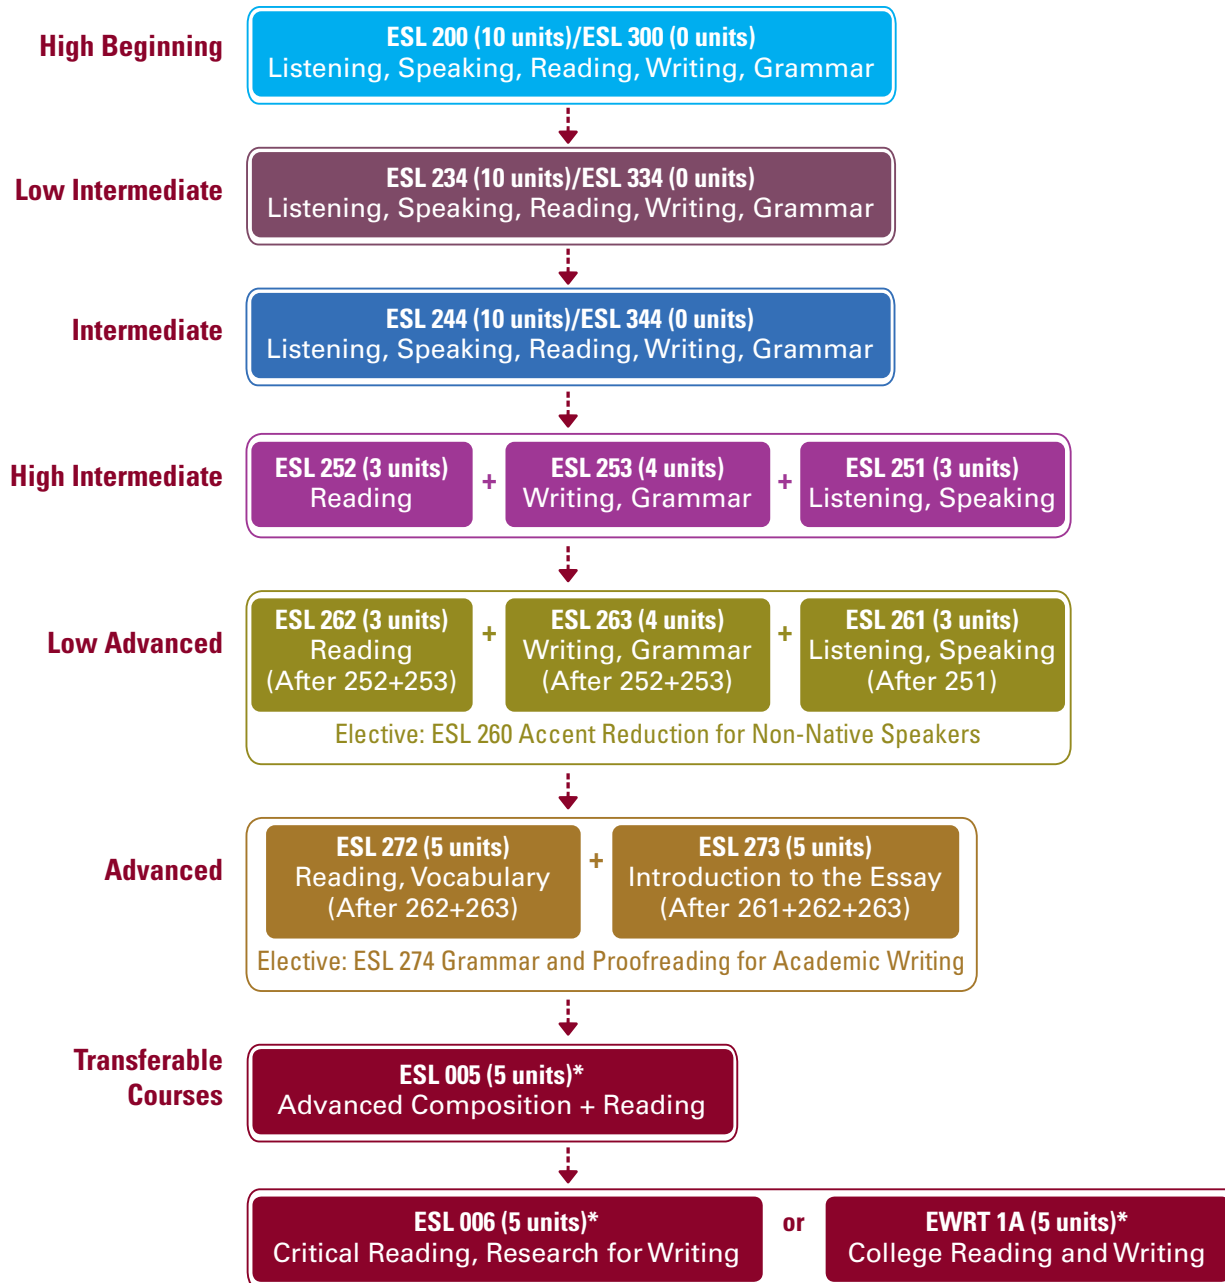 High Beginning
ESL 200 (10 units)/ESL 300 (0 units)
Listening, Speaking, Reading, Writing, Grammar
Low Intermediate
ESL 234 (10 units)/ESL 334 (0 units)
Listening, Speaking, Reading, Writing, Grammar
Intermediate
ESL 244 (10 units)/ESL 344 (0 units)
Listening, Speaking, Reading, Writing, Grammar
High Intermediate
ESL 252 (3 units)
Reading
+
ESL 253 (4 units)
Writing, Grammar
+
ESL 251 (3 units)
Listening, Speaking
Low Advanced
ESL 262 (3 units)
Reading
(After 252+253)
+
ESL 263 (4 units)
Writing, Grammar
(After 252+253)
+
ESL 261 (3 units)
Listening, Speaking
(After 251)
Elective: ESL 260 Accent Reduction for Non-Native Speakers
Advanced
ESL 272 (5 units)
Reading, Vocabulary
(After 262+263)
+
ESL 273 (5 units)
Introduction to the Essay
(After 261+262+263)
Elective: ESL 274 Grammar and Proofreading for Academic Writing
Transferable
Courses
ESL 005 (5 units)*
Advanced Composition + Reading
ESL 006 (5 units)*
Critical Reading, Research for Writing
or
EWRT 1A (5 units)*
College Reading and Writing